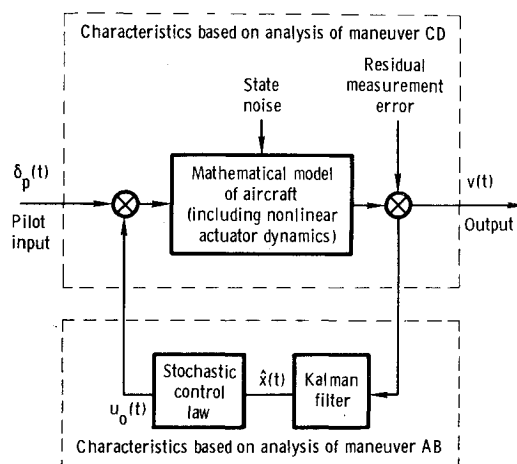 Characteristics based on analysis of maneuver CD
State
noise
Residual
measurement
error
δp(t)
Pilot
input
Mathematical model
of aircraft
(including nonlinear
actuator dynamics)
v(t)
Output
Stochastic
control
law
x̂(t)
Kalman
filter
uo(t)
Characteristics based on analysis of maneuver AB